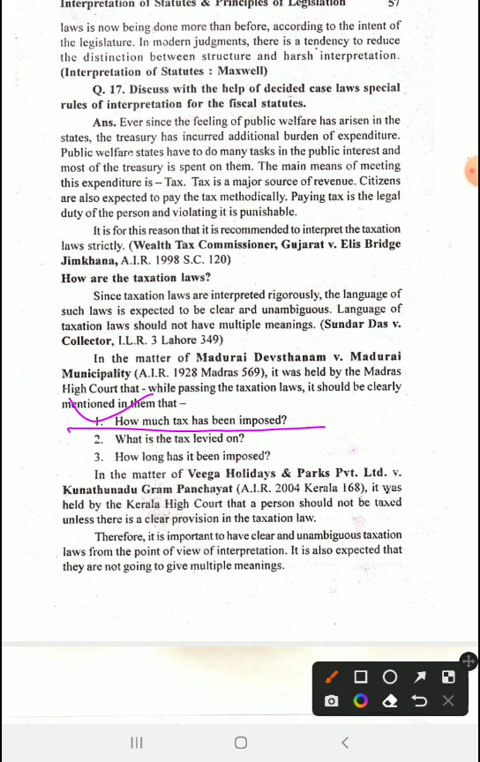 Interpretation of Statutes & Principles of Legislation 57
laws is now being done more than before, according to the intent of
the legislature. In modern judgments, there is a tendency to reduce
the distinction between structure and harsh interpretation.
(Interpretation of Statutes : Maxwell)
Q. 17. Discuss with the help of decided case laws special
rules of interpretation for the fiscal statutes.
Ans. Ever since the feeling of public welfare has arisen in the
states, the treasury has incurred additional burden of expenditure.
Public welfare states have to do many tasks in the public interest and
most of the treasury is spent on them. The main means of meeting
this expenditure is – Tax. Tax is a major source of revenue. Citizens
are also expected to pay the tax methodically. Paying tax is the legal
duty of the person and violating it is punishable.
It is for this reason that it is recommended to interpret the taxation
laws strictly. (Wealth Tax Commissioner, Gujarat v. Elis Bridge
Jimkhana, A.I.R. 1998 S.C. 120)
How are the taxation laws?
Since taxation laws are interpreted rigorously, the language of
such laws is expected to be clear and unambiguous. Language of
taxation laws should not have multiple meanings. (Sundar Das v.
Collector, I.L.R. 3 Lahore 349)
In the matter of Madurai Devsthanam v. Madurai
Municipality (A.I.R. 1928 Madras 569), it was held by the Madras
High Court that - while passing the taxation laws, it should be clearly
mentioned in them that –
1. How much tax has been imposed?
2. What is the tax levied on?
3. How long has it been imposed?
In the matter of Veega Holidays & Parks Pvt. Ltd. v.
Kunathunadu Gram Panchayat (A.I.R. 2004 Kerala 168), it was
held by the Kerala High Court that a person should not be taxed
unless there is a clear provision in the taxation law.
Therefore, it is important to have clear and unambiguous taxation
laws from the point of view of interpretation. It is also expected that
they are not going to give multiple meanings.